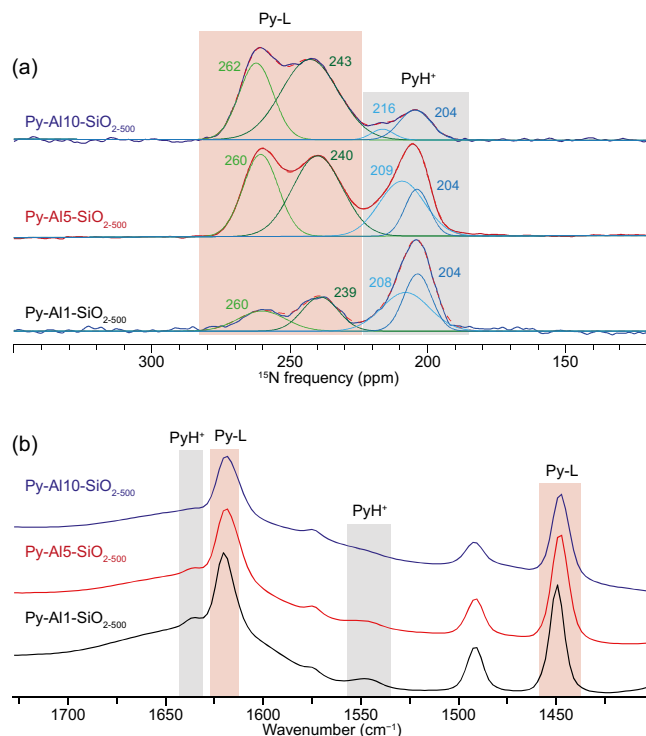 Py-L
(a)
262
243
PyH⁺
216
204
Py-Al10-SiO₂₋₅₀₀
260
240
209
204
Py-Al5-SiO₂₋₅₀₀
260
239
208
204
Py-Al1-SiO₂₋₅₀₀
300 250 200 150
¹⁵N frequency (ppm)
(b)
PyH⁺ Py-L
Py-L
PyH⁺
Py-Al10-SiO₂₋₅₀₀
Py-Al5-SiO₂₋₅₀₀
Py-Al1-SiO₂₋₅₀₀
1700 1650 1600 1550 1500 1450
Wavenumber (cm⁻¹)